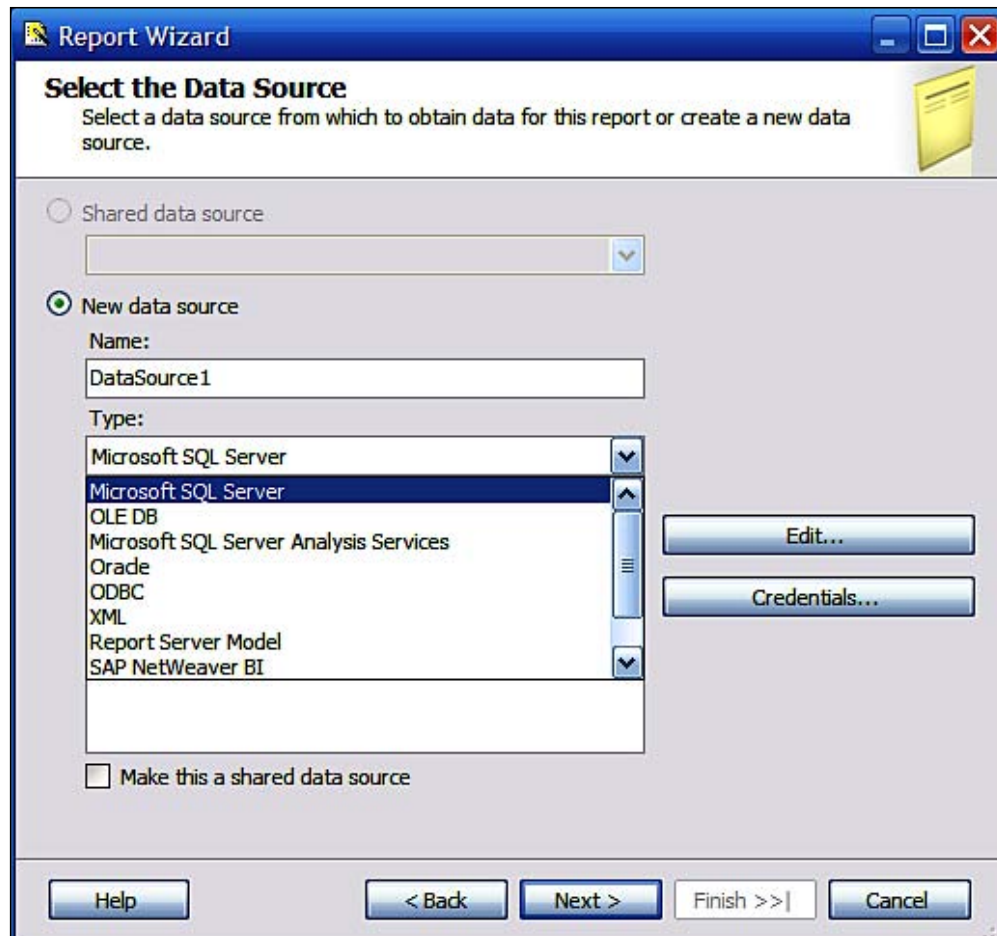 Report Wizard
Select the Data Source
Select a data source from which to obtain data for this report or create a new data
source.
Shared data source
New data source
Name:
DataSource1
Type:
Microsoft SQL Server
Microsoft SQL Server
OLE DB
Microsoft SQL Server Analysis Services
Oracle
ODBC
XML
Report Server Model
SAP NetWeaver BI
Edit...
Credentials...
Make this a shared data source
Help
< Back
Next >
Finish >>|
Cancel